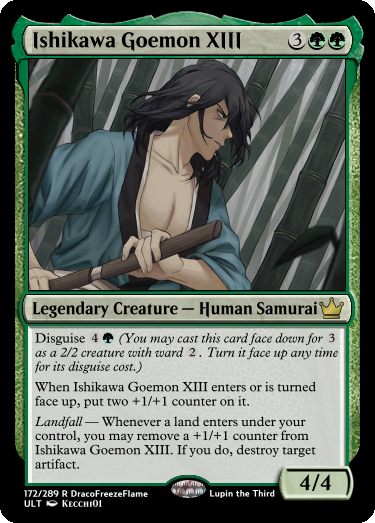 Ishikawa Goemon XIII 3
Legendary Creature — Human Samurai
Disguise 4 (You may cast this card face down for 3
as a 2/2 creature with ward 2. Turn it face up any time
for its disguise cost.)
When Ishikawa Goemon XIII enters or is turned
face up, put two +1/+1 counter on it.
Landfall — Whenever a land enters under your
control, you may remove a +1/+1 counter from
Ishikawa Goemon XIII. If you do, destroy target
artifact.
4/4
172/289 R DracoFreezeFlame
Lupin the Third
ULT KECCHI01